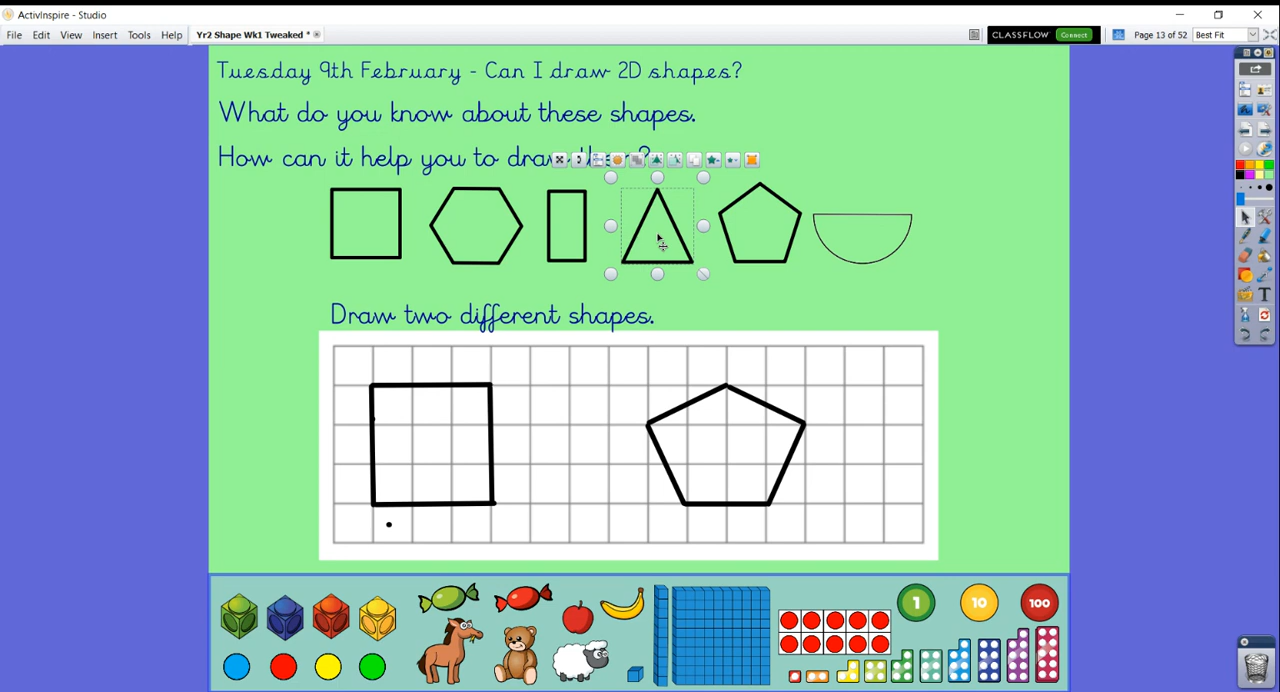 ActivInspire - Studio
File Edit View Insert Tools Help Yr2 Shape Wk1 Tweaked * CLASSFLOW Connect Page 13 of 52 Best Fit
Tuesday 9th February - Can I draw 2D shapes?
What do you know about these shapes.
How can it help you to draw them?
Draw two different shapes.
1 10 100
T